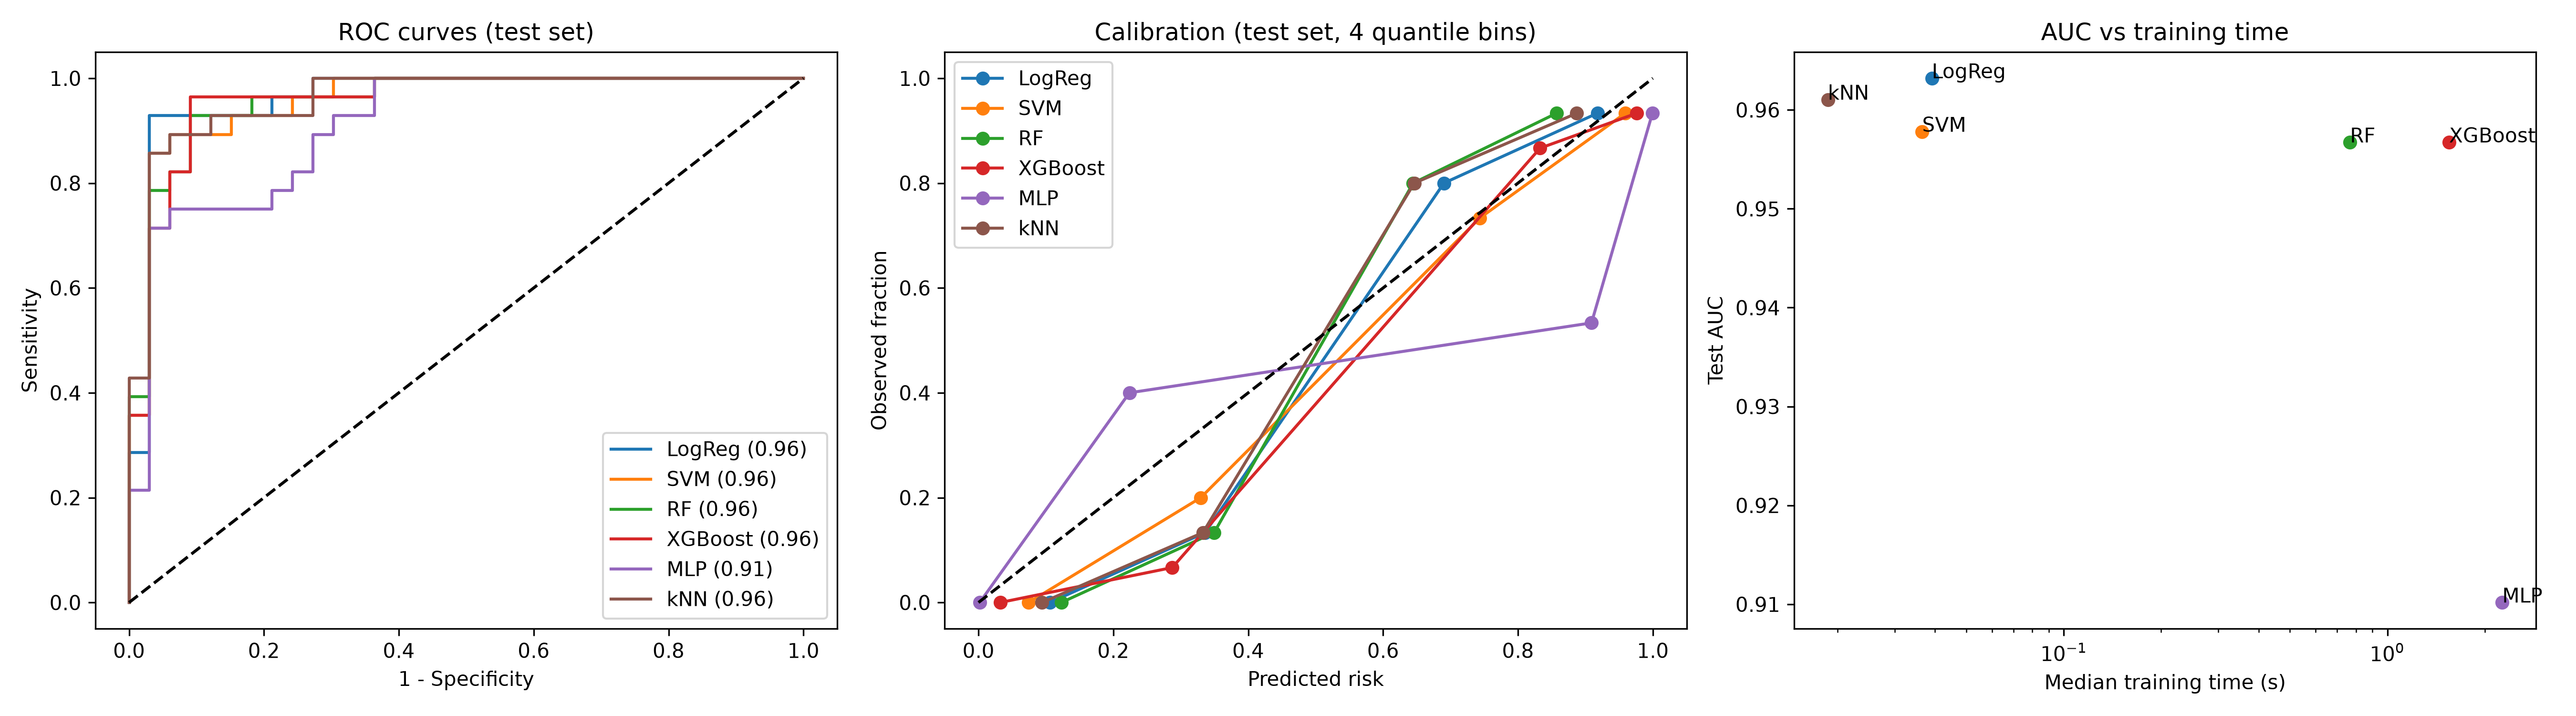 ROC curves (test set)
1.0
0.8
0.6
0.4
0.2
0.0
Sensitivity
LogReg (0.96)
SVM (0.96)
RF (0.96)
XGBoost (0.96)
MLP (0.91)
kNN (0.96)
0.0 0.2 0.4 0.6 0.8 1.0
1 - Specificity
Calibration (test set, 4 quantile bins)
LogReg
SVM
RF
XGBoost
MLP
kNN
1.0
0.8
0.6
0.4
0.2
0.0
Observed fraction
0.0 0.2 0.4 0.6 0.8 1.0
Predicted risk
AUC vs training time
LogReg
kNN
SVM
RF
XGBoost
MLP
0.96
0.95
0.94
0.93
0.92
0.91
Test AUC
10⁻¹ 10⁰
Median training time (s)